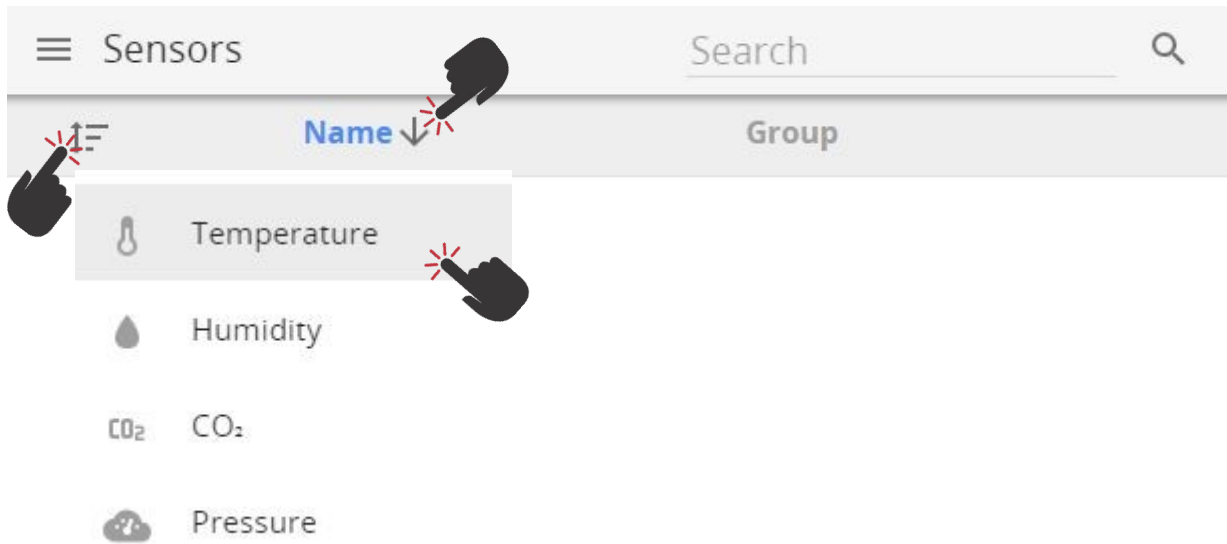 Sensors
Search
Name
Group
Temperature
Humidity
CO2 CO₂
Pressure